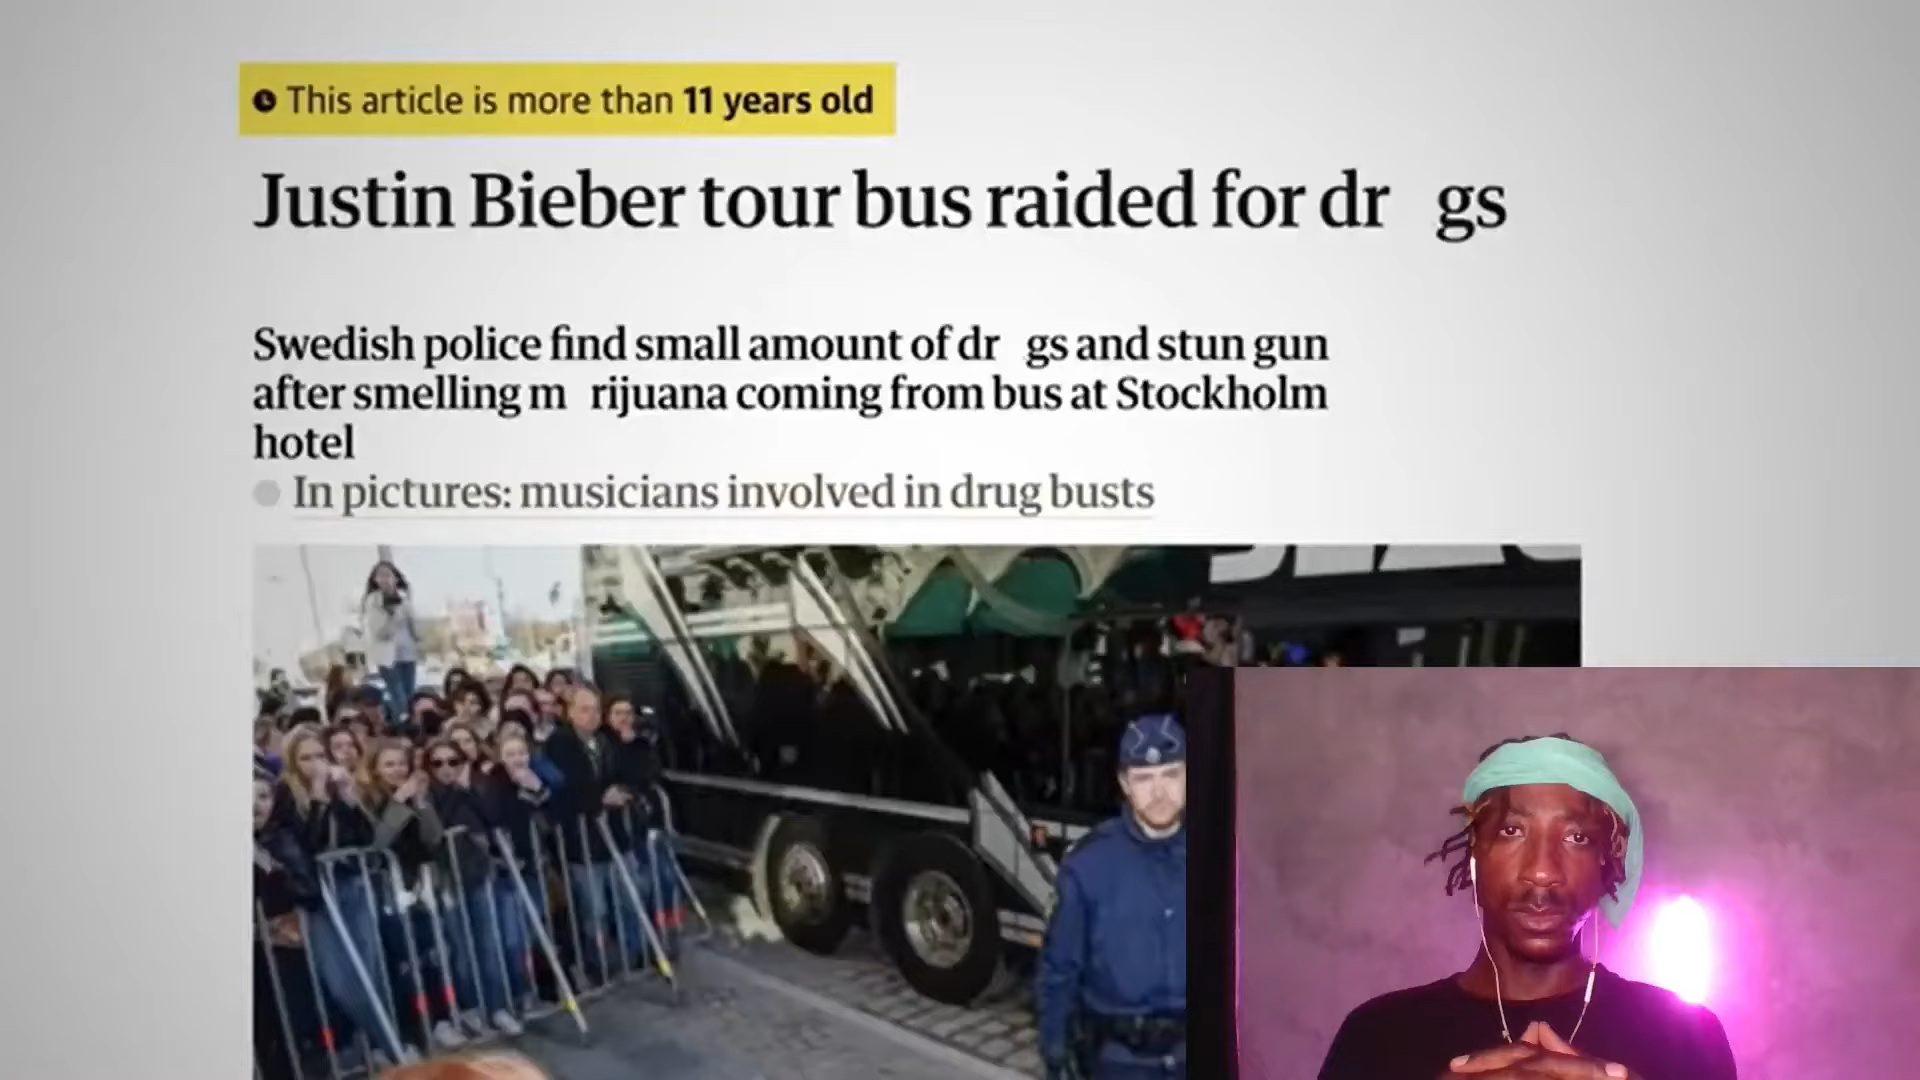 This article is more than 11 years old
Justin Bieber tour bus raided for dr gs
Swedish police find small amount of dr gs and stun gun
after smelling m rijuana coming from bus at Stockholm
hotel
In pictures: musicians involved in drug busts